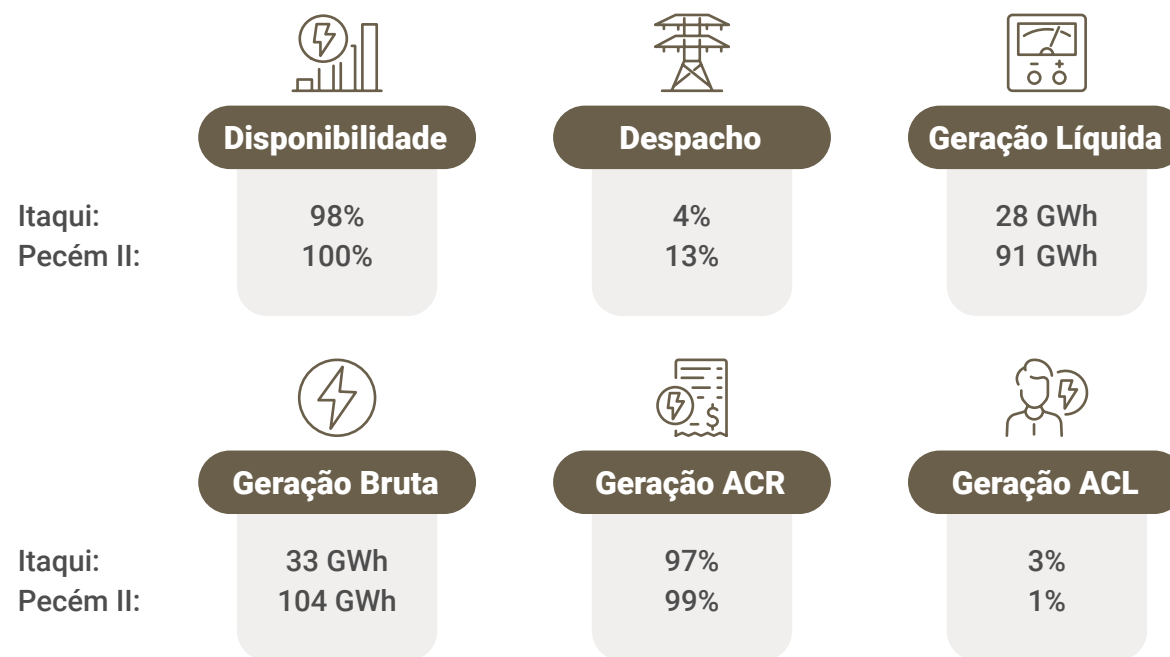 Disponibilidade Despacho Geração Líquida
Itaqui: 98% 4% 28 GWh
Pecém II: 100% 13% 91 GWh
Geração Bruta Geração ACR Geração ACL
Itaqui: 33 GWh 97% 3%
Pecém II: 104 GWh 99% 1%